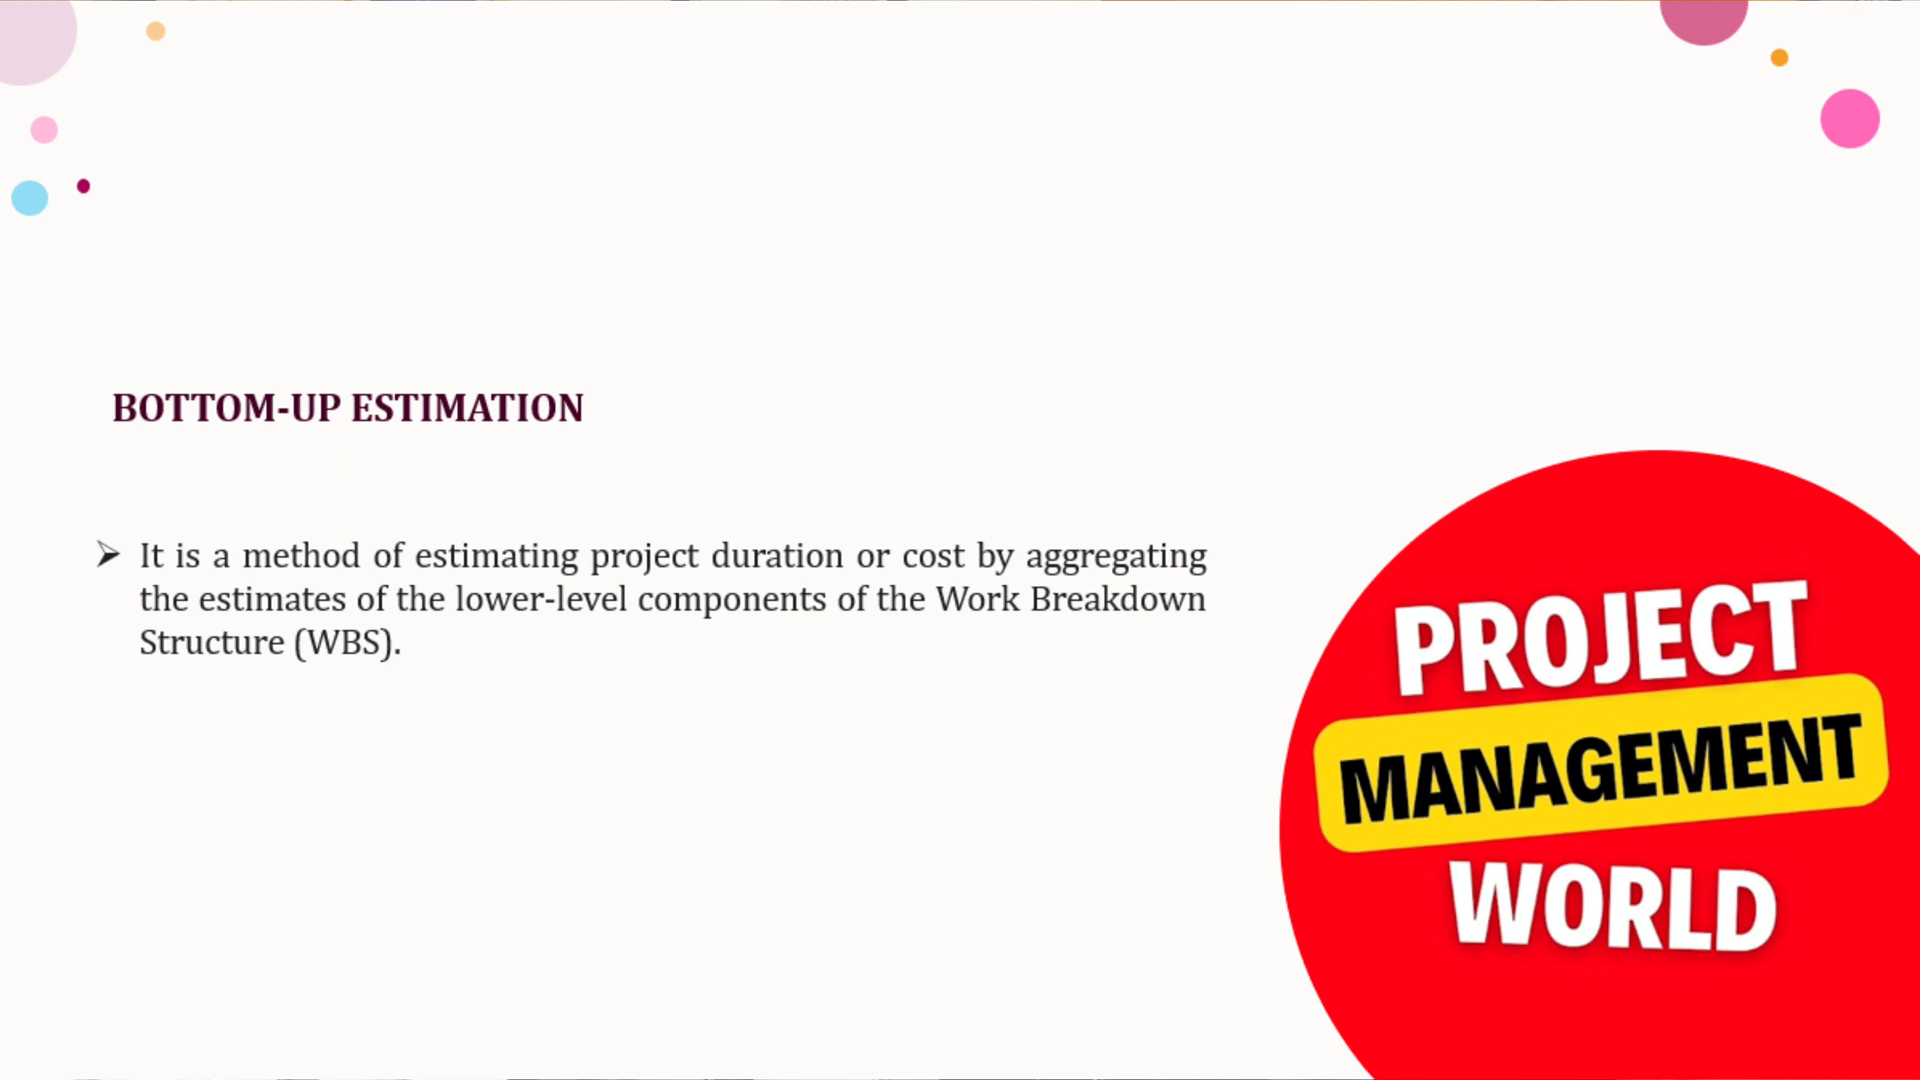 BOTTOM-UP ESTIMATION
➢ It is a method of estimating project duration or cost by aggregating
the estimates of the lower-level components of the Work Breakdown
Structure (WBS).
PROJECT
MANAGEMENT
WORLD